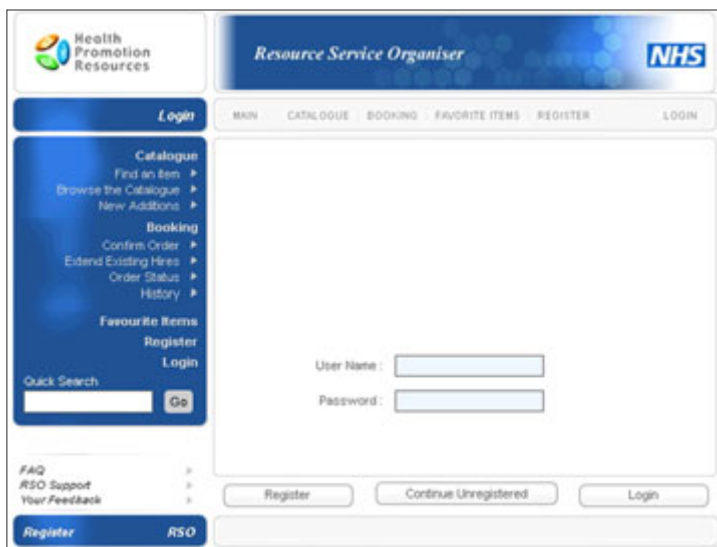 Health
Promotion
Resources
Resource Service Organiser
NHS
Login
MAIN CATALOGUE BOOKING FAVORITE ITEMS REGISTER LOGIN
Catalogue
Find an item
Browse the Catalogue
New Additions
Booking
Confirm Order
Extend Existing Hires
Order Status
History
Favourite Items
Register
Login
Quick Search
Go
User Name :
Password :
FAQ
RSO Support
Your Feedback
Register Continue Unregistered Login
Register RSO